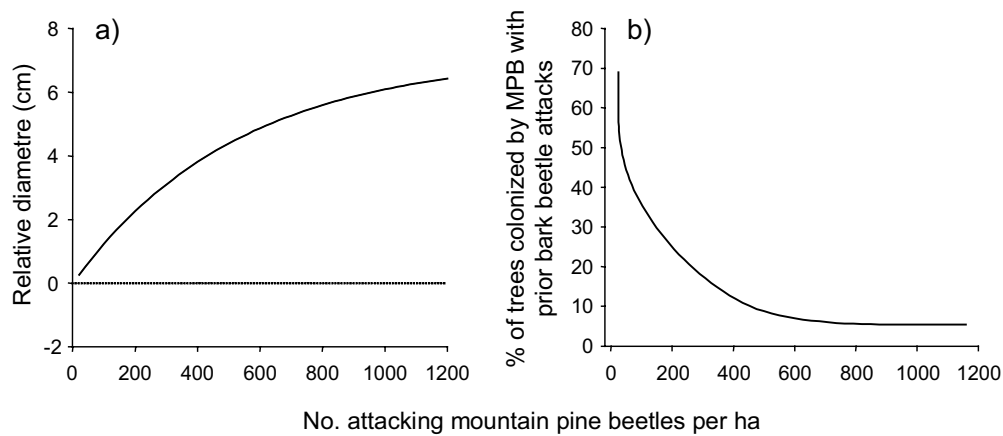 a)
Relative diametre (cm)
8
6
4
2
0
-2
0 200 400 600 800 1000 1200
b)
% of trees colonized by MPB with
prior bark beetle attacks
80
70
60
50
40
30
20
10
0
0 200 400 600 800 1000 1200
No. attacking mountain pine beetles per ha